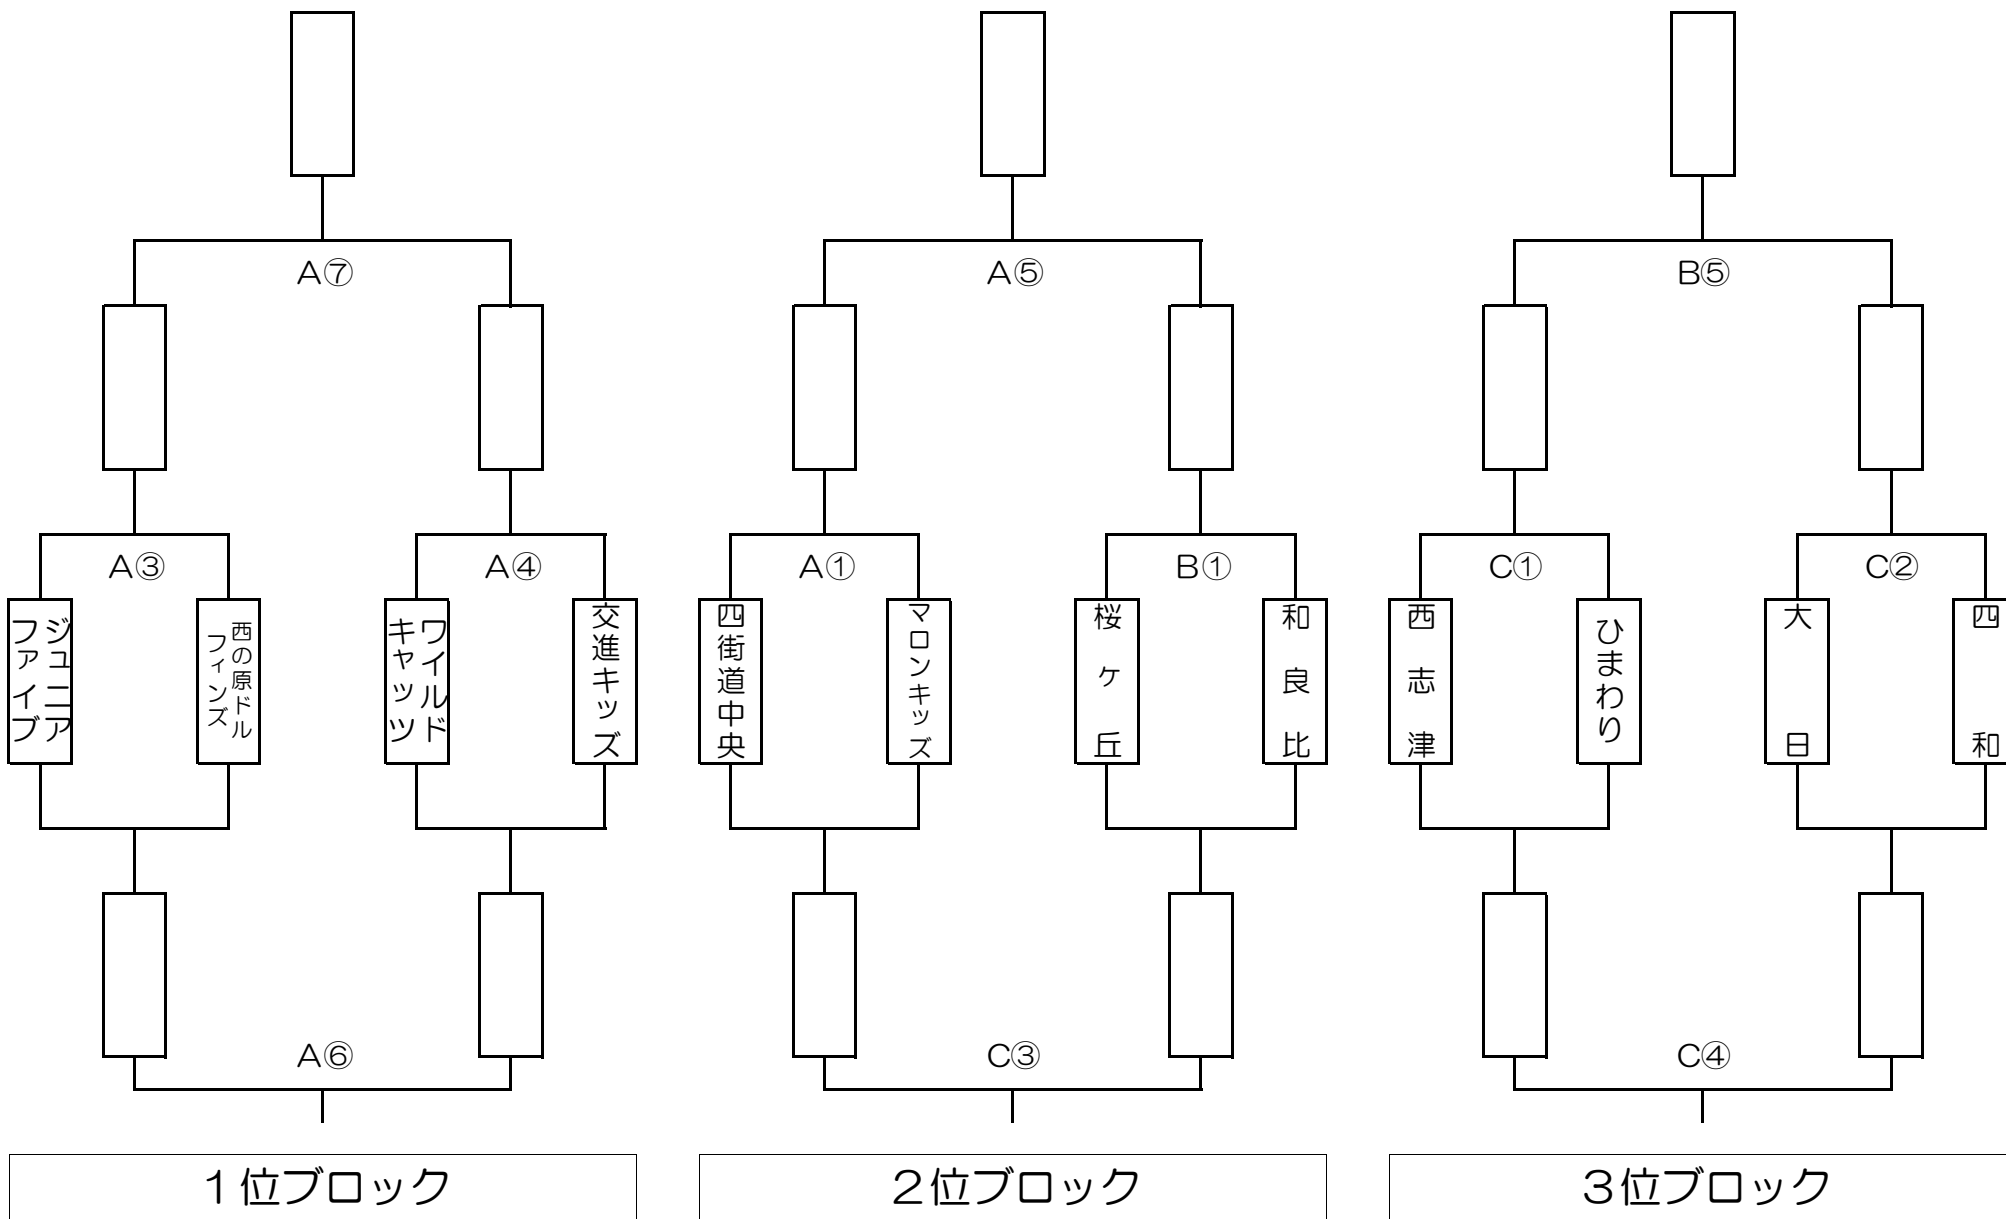 A⑦
A⑤
B⑤
A③
A④
A①
B①
C①
C②
ジュニア
ファイブ
西の原ドル
フィンズ
ワイルド
キャッツ
交進キッズ
四街道中央
マロンキッズ
桜ヶ丘
和良比
西志津
ひまわり
大日
四和
A⑥
C③
C④
１位ブロック
２位ブロック
３位ブロック